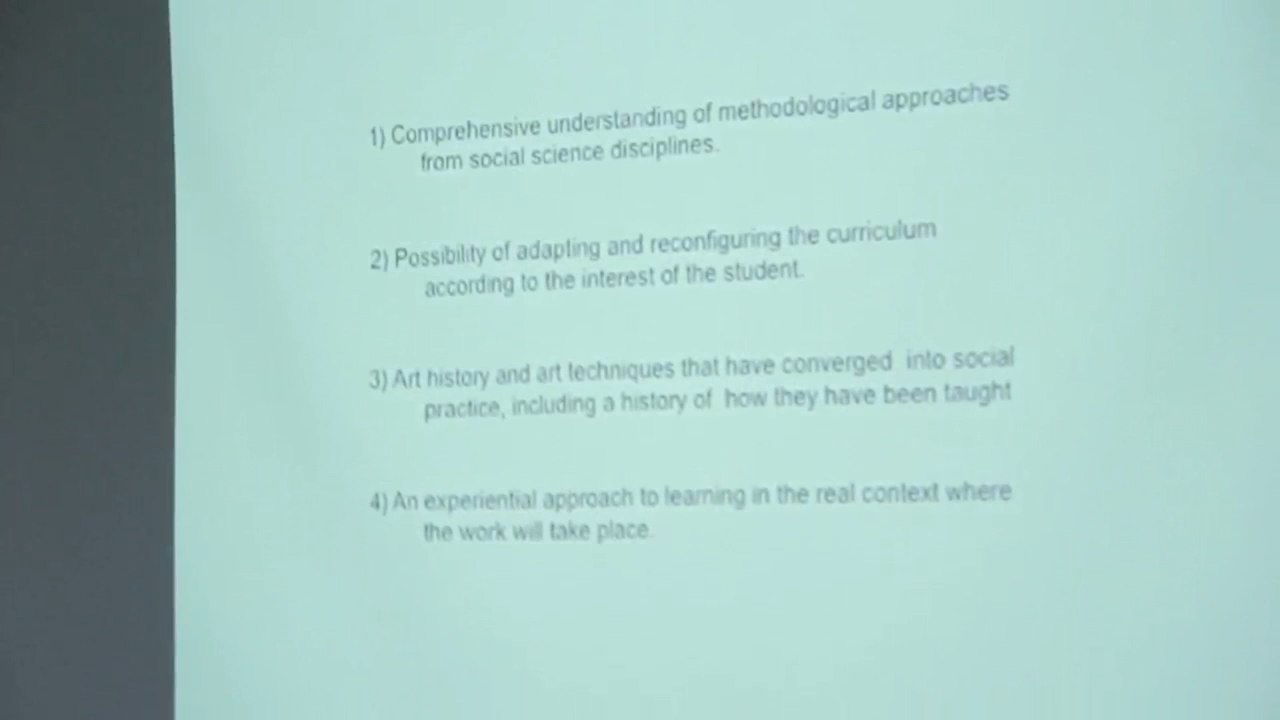 1) Comprehensive understanding of methodological approaches
from social science disciplines.
2) Possibility of adapting and reconfiguring the curriculum
according to the interest of the student.
3) Art history and art techniques that have converged into social
practice, including a history of how they have been taught
4) An experiential approach to learning in the real context where
the work will take place.